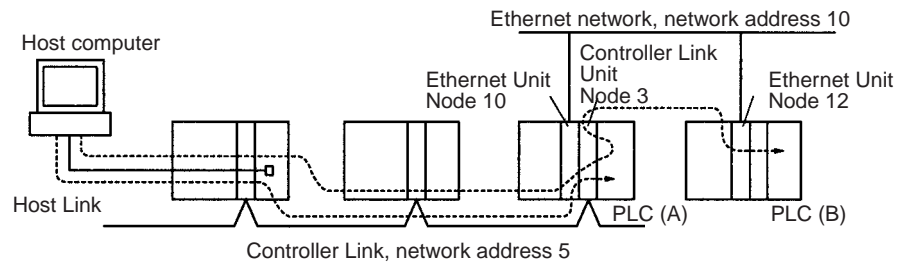 Ethernet network, network address 10
Host computer
Controller Link
Unit
Node 3
Ethernet Unit
Node 10
Ethernet Unit
Node 12
Host Link
PLC (A)
PLC (B)
Controller Link, network address 5